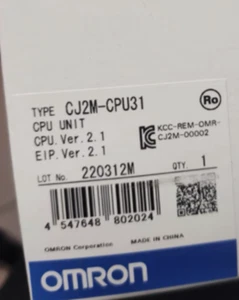 TYPE CJ2M-CPU31
Ro
CPU UNIT
CPU. Ver. 2.1
EIP. Ver. 2.1
KCC-REM-OMR-
CJ2M-00002
LOT No. 220312M
QTY. 1
4 547648 802024
OMRON Corporation MADE IN CHINA
OMRON